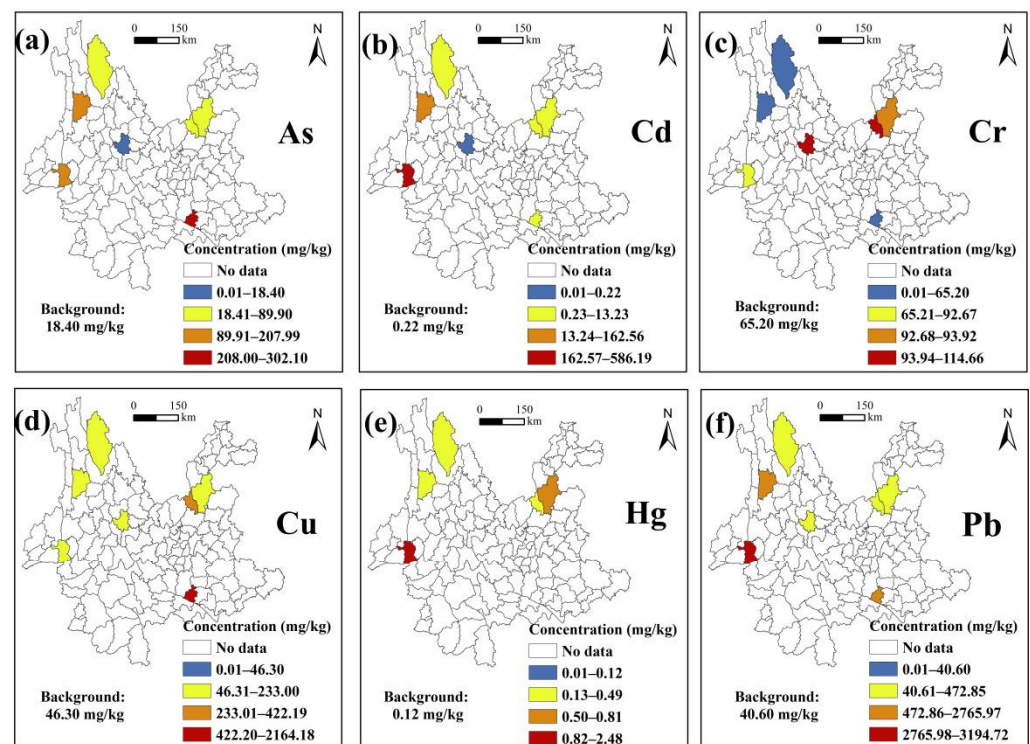 (a)
0 150
km
N
As
Concentration (mg/kg)
No data
0.01–18.40
18.41–89.90
89.91–207.99
208.00–302.10
Background:
18.40 mg/kg
(b)
0 150
km
N
Cd
Concentration (mg/kg)
No data
0.01–0.22
0.23–13.23
13.24–162.56
162.57–586.19
Background:
0.22 mg/kg
(c)
0 150
km
N
Cr
Concentration (mg/kg)
No data
0.01–65.20
65.21–92.67
92.68–93.92
93.94–114.66
Background:
65.20 mg/kg
(d)
0 150
km
N
Cu
Concentration (mg/kg)
No data
0.01–46.30
46.31–233.00
233.01–422.19
422.20–2164.18
Background:
46.30 mg/kg
(e)
0 150
km
N
Hg
Concentration (mg/kg)
No data
0.01–0.12
0.13–0.49
0.50–0.81
0.82–2.48
Background:
0.12 mg/kg
(f)
0 150
km
N
Pb
Concentration (mg/kg)
No data
0.01–40.60
40.61–472.85
472.86–2765.97
2765.98–3194.72
Background:
40.60 mg/kg